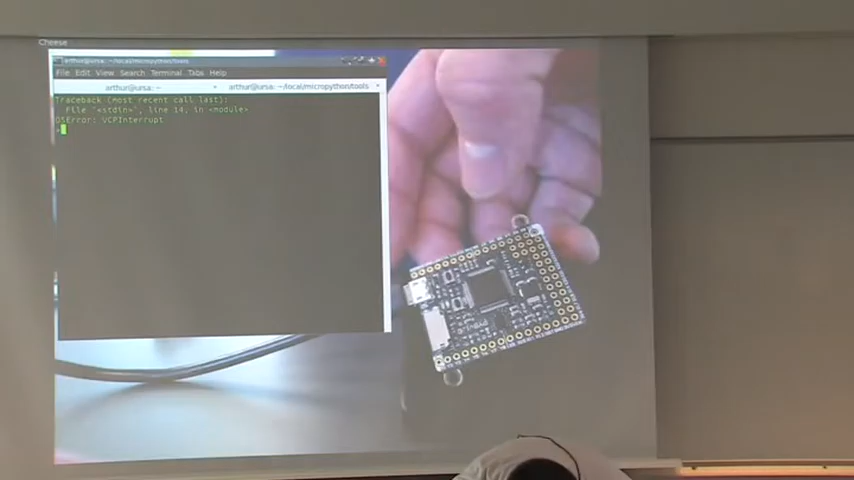 Cheese
arthur@ursa: ~/local/micropython/tools
File Edit View Search Terminal Tabs Help
arthur@ursa: ~
arthur@ursa: ~/local/micropython/tools
Traceback (most recent call last):
File "<stdin>", line 14, in <module>
OSError: VCPInterrupt